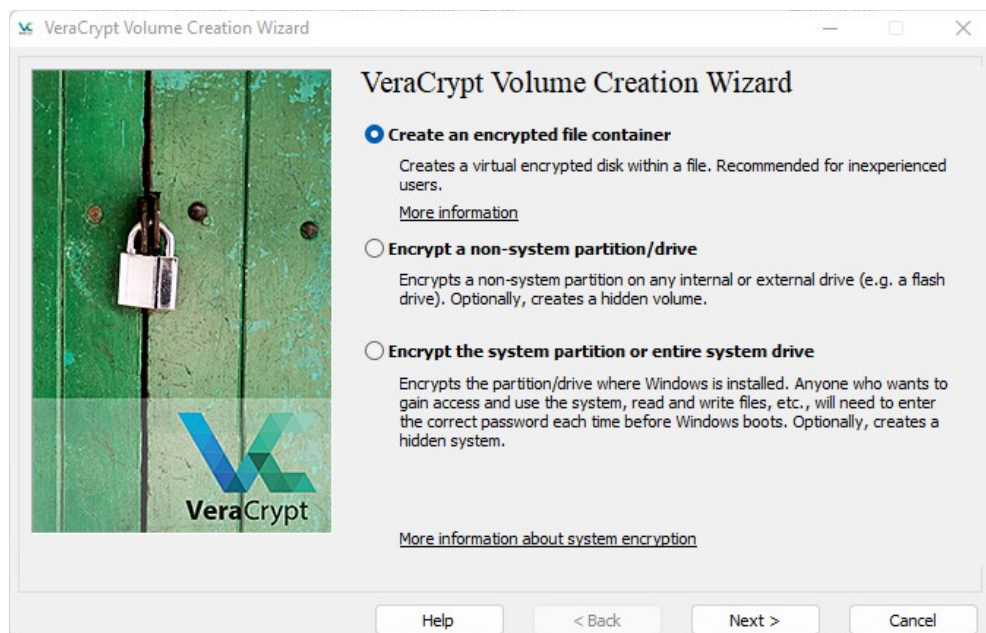 VeraCrypt Volume Creation Wizard
VeraCrypt Volume Creation Wizard
Create an encrypted file container
Creates a virtual encrypted disk within a file. Recommended for inexperienced
users.
More information
Encrypt a non-system partition/drive
Encrypts a non-system partition on any internal or external drive (e.g. a flash
drive). Optionally, creates a hidden volume.
Encrypt the system partition or entire system drive
Encrypts the partition/drive where Windows is installed. Anyone who wants to
gain access and use the system, read and write files, etc., will need to enter
the correct password each time before Windows boots. Optionally, creates a
hidden system.
VeraCrypt
More information about system encryption
Help
< Back
Next >
Cancel